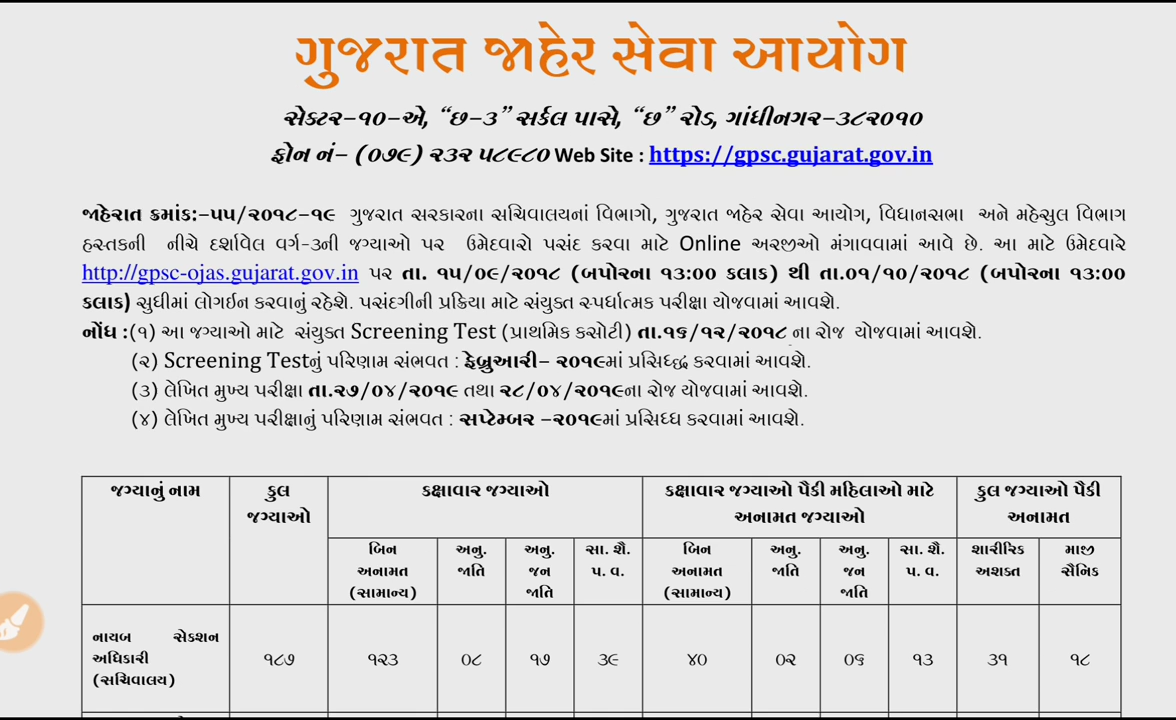 ગુજરાત જાહેર સેવા આયોગ
સેક્ટર-૧૦-એ, “છ-૩” સર્કલ પાસે, “છ” રોડ, ગાંધીનગર-૩૮૨૦૧૦
ફોન નં- (૦૭૯) ૨૩૨ ૫૮૯૮૦ Web Site : https://gpsc.gujarat.gov.in
જાહેરાત ક્રમાંક:-૫૫/૨૦૧૮-૧૯ ગુજરાત સરકારના સચિવાલયનાં વિભાગો, ગુજરાત જાહેર સેવા આયોગ, વિધાનસભા અને મહેસુલ વિભાગ
હસ્તકની નીચે દર્શાવેલ વર્ગ-૩ની જગ્યાઓ પર ઉમેદવારો પસંદ કરવા માટે Online અરજીઓ મંગાવવામાં આવે છે. આ માટે ઉમેદવારે
http://gpsc-ojas.gujarat.gov.in પર તા. ૧૫/૦૯/૨૦૧૮ (બપોરના ૧૩:૦૦ કલાક) થી તા.૦૧/૧૦/૨૦૧૮ (બપોરના ૧૩:૦૦
કલાક) સુધીમાં લોગઈન કરવાનું રહેશે. પસંદગીની પ્રક્રિયા માટે સંયુક્ત સ્પર્ધાત્મક પરીક્ષા યોજવામાં આવશે.
નોંધ :(૧) આ જગ્યાઓ માટે સંયુક્ત Screening Test (પ્રાથમિક કસોટી) તા.૧૬/૧૨/૨૦૧૮ ના રોજ યોજવામાં આવશે.
(૨) Screening Testનું પરિણામ સંભવત : ફેબ્રુઆરી- ૨૦૧૯માં પ્રસિધ્ધ કરવામાં આવશે.
(૩) લેખિત મુખ્ય પરીક્ષા તા.૨૭/૦૪/૨૦૧૯ તથા ૨૮/૦૪/૨૦૧૯ના રોજ યોજવામાં આવશે.
(૪) લેખિત મુખ્ય પરીક્ષાનું પરિણામ સંભવત : સપ્ટેમ્બર -૨૦૧૯માં પ્રસિધ્ધ કરવામાં આવશે.
જગ્યાનું નામ કુલ કક્ષાવાર જગ્યાઓ કક્ષાવાર જગ્યાઓ પૈકી મહિલાઓ માટે કુલ જગ્યાઓ પૈકી
જગ્યાઓ અનામત જગ્યાઓ અનામત
બિન અનુ. અનુ. સા. શૈ. બિન અનુ. અનુ. સા. શૈ. શારીરિક માજી
અનામત જાતિ જન પ. વ. અનામત જાતિ જન પ. વ. અશક્ત સૈનિક
(સામાન્ય) જાતિ (સામાન્ય) જાતિ
નાયબ સેક્શન
અધિકારી ૧૮૭ ૧૨૩ ૦૮ ૧૭ ૩૯ ૪૦ ૦૨ ૦૬ ૧૩ ૩૧ ૧૮
(સચિવાલય)